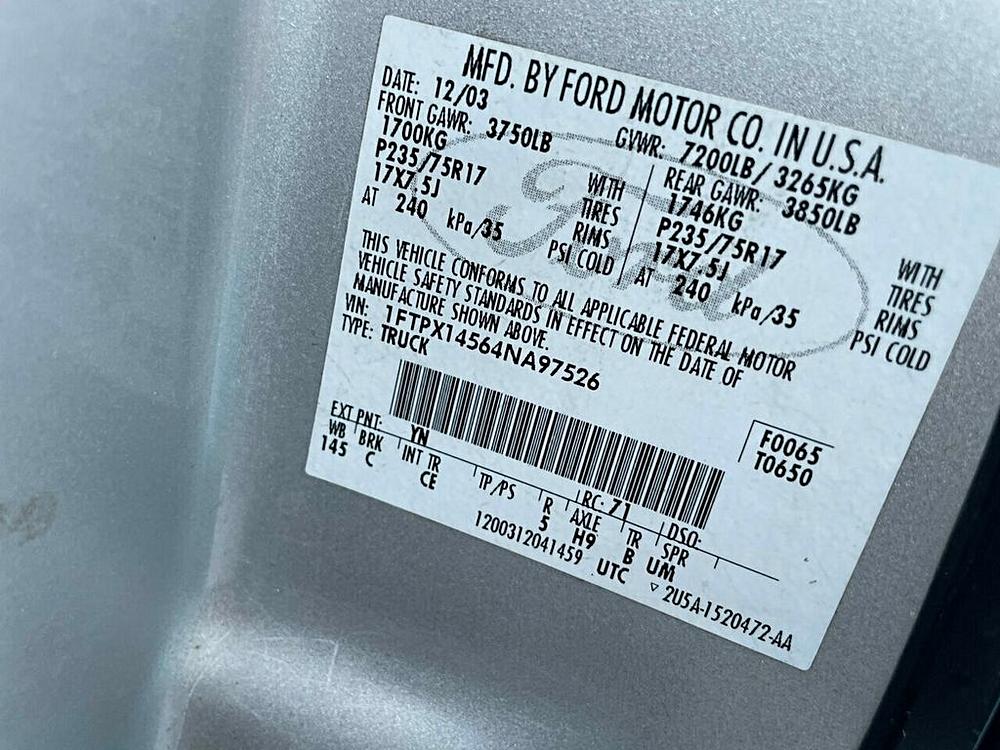 MFD. BY FORD MOTOR CO. IN U.S.A.
DATE: 12/03 GVWR: 7200LB/ 3265KG
FRONT GAWR: 3750LB REAR GAWR: 3850LB
1700KG WITH 1746KG WITH
P235/75R17 TIRES P235/75R17 TIRES
17X7.5J RIMS 17X7.5J RIMS
AT 240 kPa/35 PSI COLD AT 240 kPa/35 PSI COLD
Ford
THIS VEHICLE CONFORMS TO ALL APPLICABLE FEDERAL MOTOR
VEHICLE SAFETY STANDARDS IN EFFECT ON THE DATE OF
MANUFACTURE SHOWN ABOVE.
VIN: 1FTPX14564NA97526
TYPE: TRUCK
F0065
T0650
EXT PNT: YN RC: 71 DSO:
WB BRK INT TR TP/PS R AXLE TR SPR
145 C CE 5 H9 B UM
1200312041459 UTC ▽ 2U5A-1520472-AA